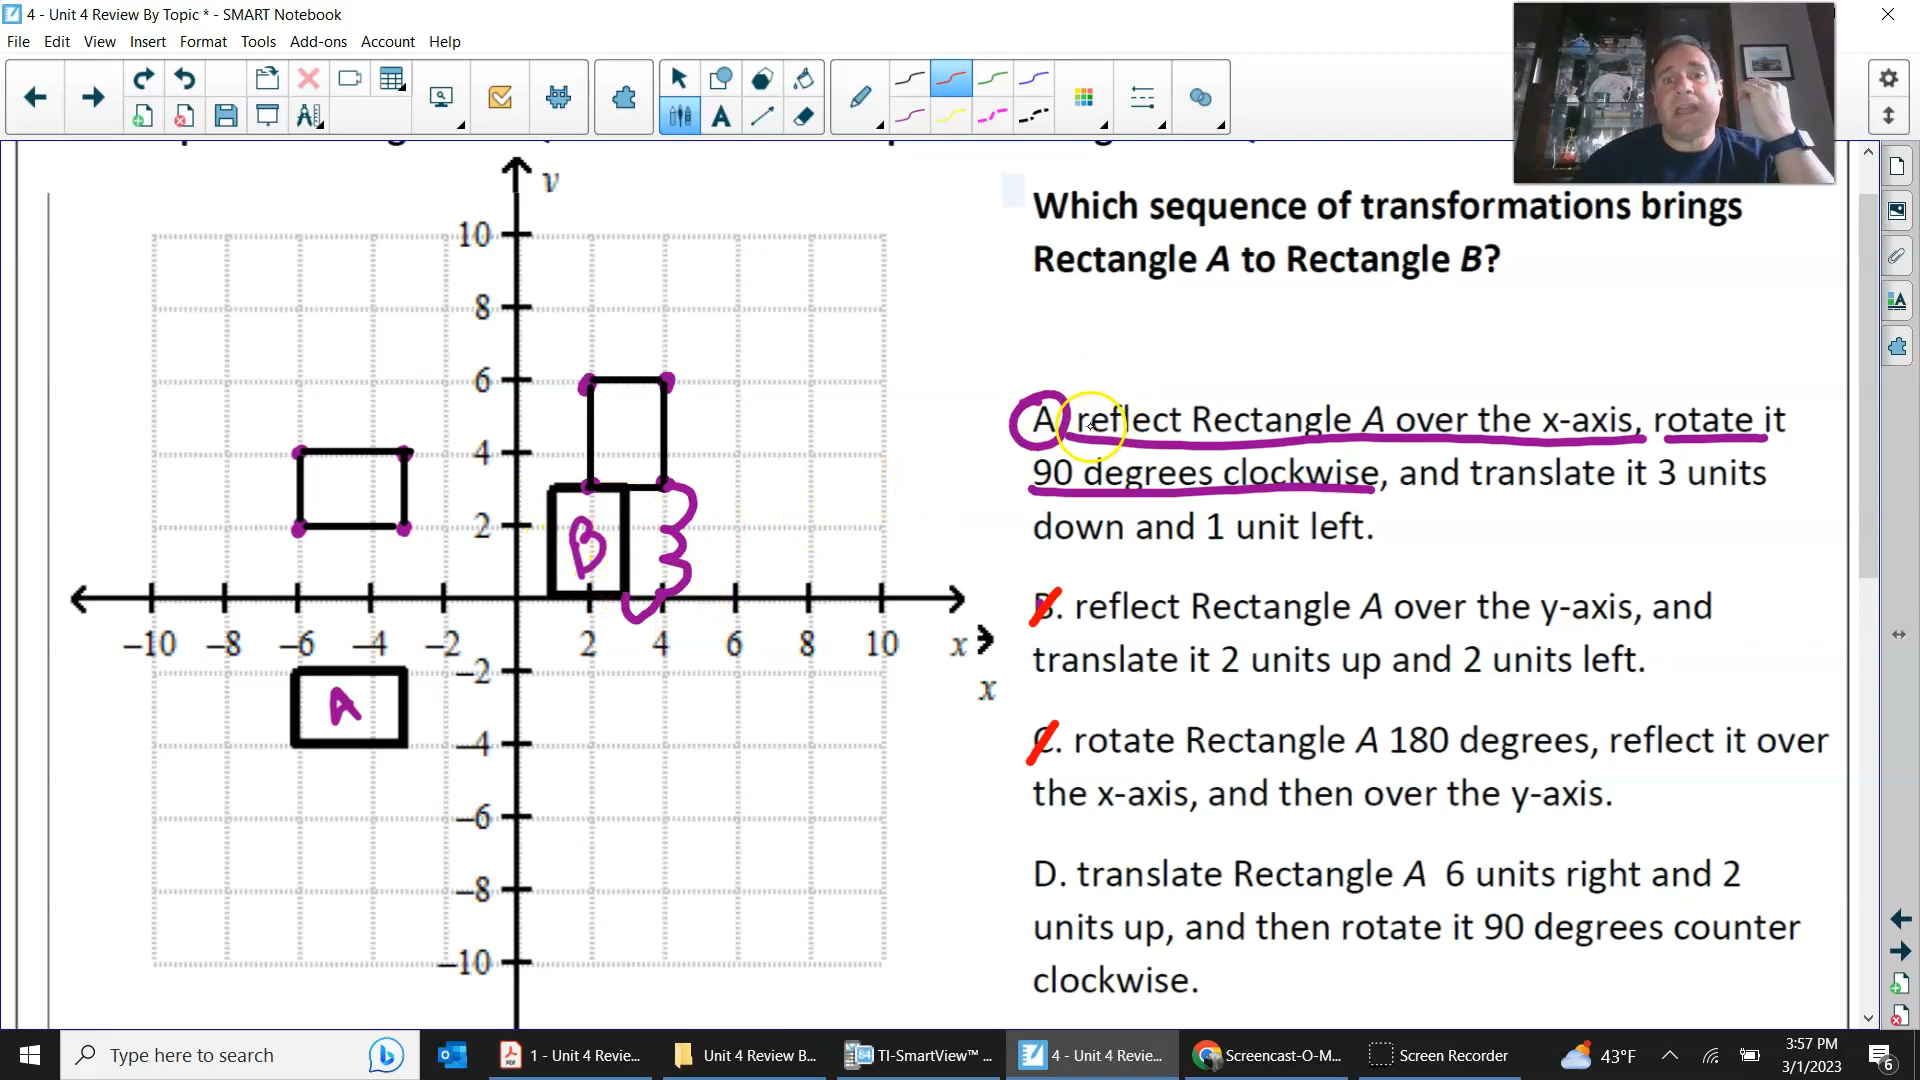 4 - Unit 4 Review By Topic * - SMART Notebook
File Edit View Insert Format Tools Add-ons Account Help
Which sequence of transformations brings
Rectangle A to Rectangle B?
A reflect Rectangle A over the x-axis, rotate it
90 degrees clockwise, and translate it 3 units
down and 1 unit left.
B. reflect Rectangle A over the y-axis, and
translate it 2 units up and 2 units left.
C. rotate Rectangle A 180 degrees, reflect it over
the x-axis, and then over the y-axis.
D. translate Rectangle A 6 units right and 2
units up, and then rotate it 90 degrees counter
clockwise.
y
10
8
6
4
2
B
-10 -8 -6 -4 -2 2 4 6 8 10 x
x
-2
A
-4
-6
-8
-10
Type here to search
1 - Unit 4 Revie...
Unit 4 Review B...
TI-SmartView™ ...
4 - Unit 4 Revie...
Screencast-O-M...
Screen Recorder
43°F
3:57 PM
3/1/2023
6